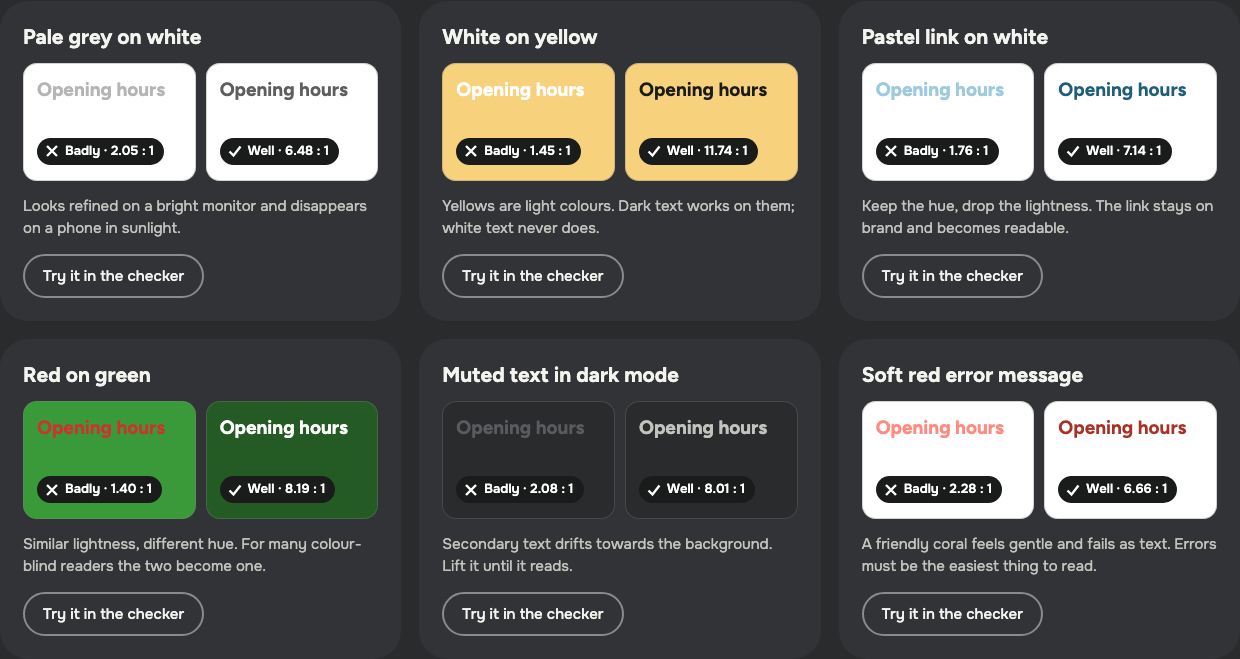 Pale grey on white
Opening hours
Opening hours
Badly · 2.05 : 1
Well · 6.48 : 1
Looks refined on a bright monitor and disappears
on a phone in sunlight.
Try it in the checker
White on yellow
Opening hours
Opening hours
Badly · 1.45 : 1
Well · 11.74 : 1
Yellows are light colours. Dark text works on them;
white text never does.
Try it in the checker
Pastel link on white
Opening hours
Opening hours
Badly · 1.76 : 1
Well · 7.14 : 1
Keep the hue, drop the lightness. The link stays on
brand and becomes readable.
Try it in the checker
Red on green
Opening hours
Opening hours
Badly · 1.40 : 1
Well · 8.19 : 1
Similar lightness, different hue. For many colour-
blind readers the two become one.
Try it in the checker
Muted text in dark mode
Opening hours
Opening hours
Badly · 2.08 : 1
Well · 8.01 : 1
Secondary text drifts towards the background.
Lift it until it reads.
Try it in the checker
Soft red error message
Opening hours
Opening hours
Badly · 2.28 : 1
Well · 6.66 : 1
A friendly coral feels gentle and fails as text. Errors
must be the easiest thing to read.
Try it in the checker